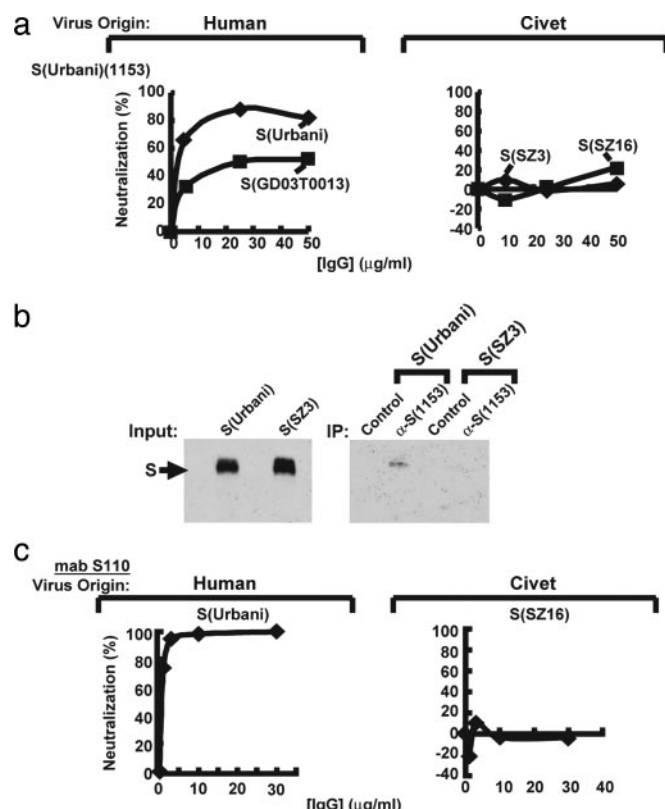 a
Virus Origin: Human Civet
S(Urbani)(1153)
Neutralization (%)
100
80
60
40
20
0
S(Urbani)
S(GD03T0013)
0 10 20 30 40 50
100
80
60
40
20
0
-20
-40
S(SZ3)
S(SZ16)
0 10 20 30 40 50
[IgG] (µg/ml)
b
S(Urbani) S(SZ3)
Input: S(Urbani) S(SZ3)
IP: Control α-S(1153) Control α-S(1153)
S
c
mab S110
Virus Origin: Human Civet
S(Urbani) S(SZ16)
Neutralization (%)
100
80
60
40
20
0
0 10 20 30
100
80
60
40
20
0
-20
-40
0 10 20 30 40
[IgG] (µg/ml)